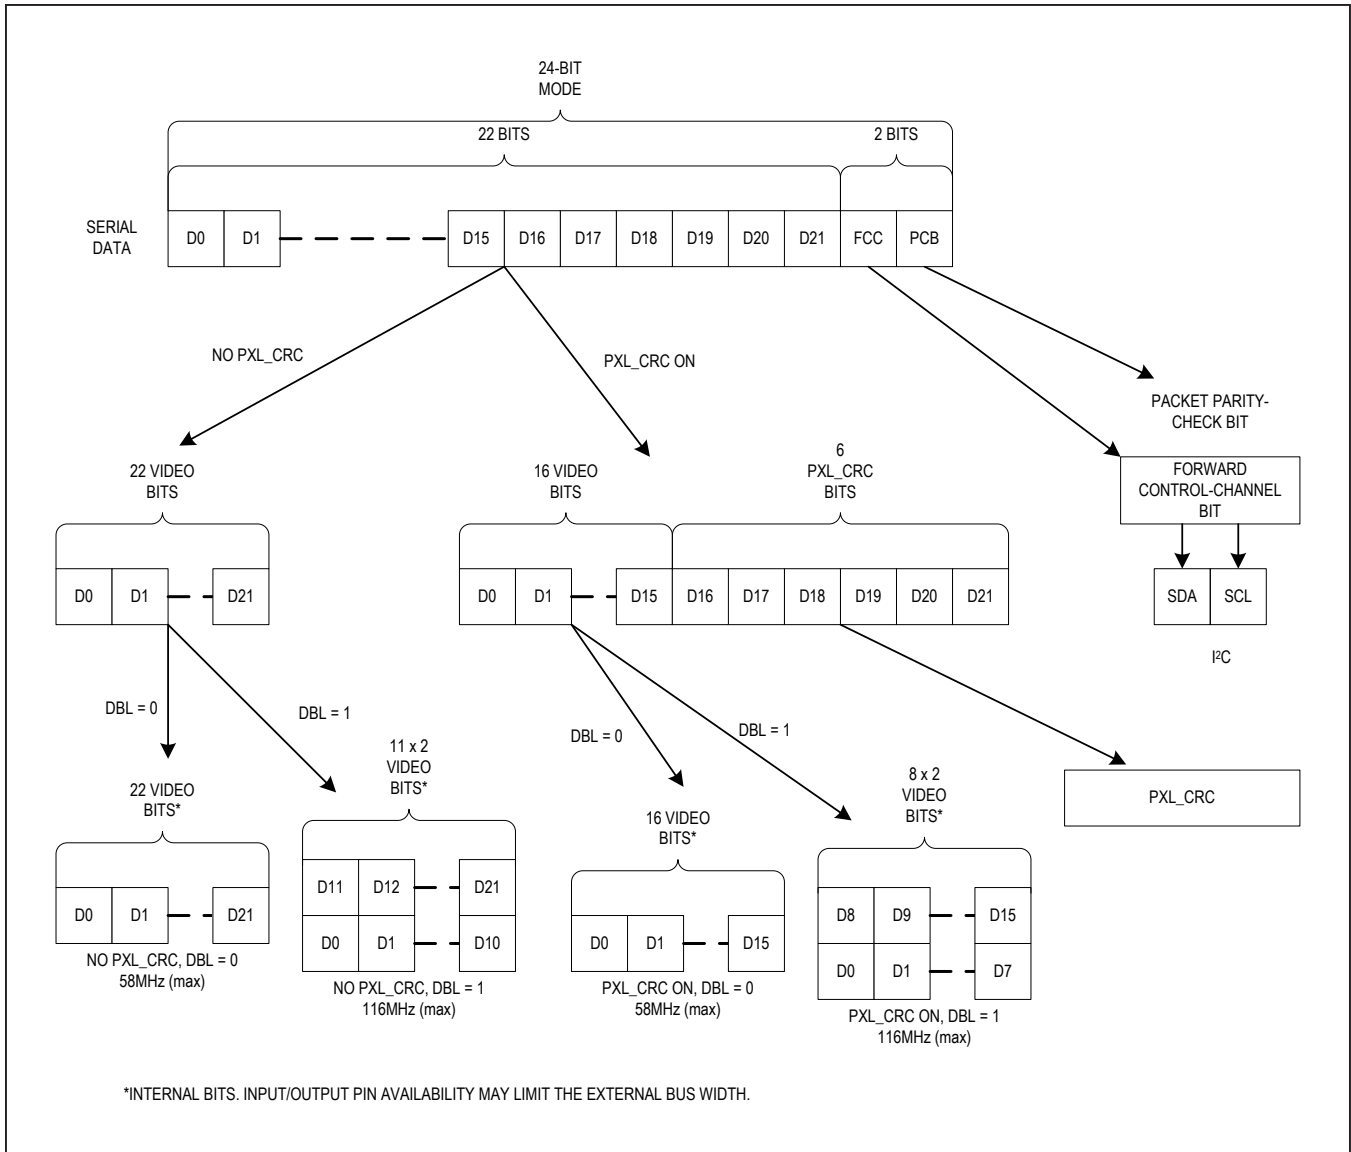 24-BIT
MODE
22 BITS
2 BITS
SERIAL
DATA
D0 D1 D15 D16 D17 D18 D19 D20 D21 FCC PCB
NO PXL_CRC
PXL_CRC ON
PACKET PARITY-
CHECK BIT
22 VIDEO
BITS
16 VIDEO
BITS
6
PXL_CRC
BITS
FORWARD
CONTROL-CHANNEL
BIT
D0 D1 D21
D0 D1 D15 D16 D17 D18 D19 D20 D21
SDA SCL
I²C
DBL = 0
DBL = 1
DBL = 0
DBL = 1
22 VIDEO
BITS*
11 x 2
VIDEO
BITS*
16 VIDEO
BITS*
8 x 2
VIDEO
BITS*
PXL_CRC
D0 D1 D21
NO PXL_CRC, DBL = 0
58MHz (max)
D11 D12 D21
D0 D1 D10
NO PXL_CRC, DBL = 1
116MHz (max)
D0 D1 D15
PXL_CRC ON, DBL = 0
58MHz (max)
D8 D9 D15
D0 D1 D7
PXL_CRC ON, DBL = 1
116MHz (max)
*INTERNAL BITS. INPUT/OUTPUT PIN AVAILABILITY MAY LIMIT THE EXTERNAL BUS WIDTH.